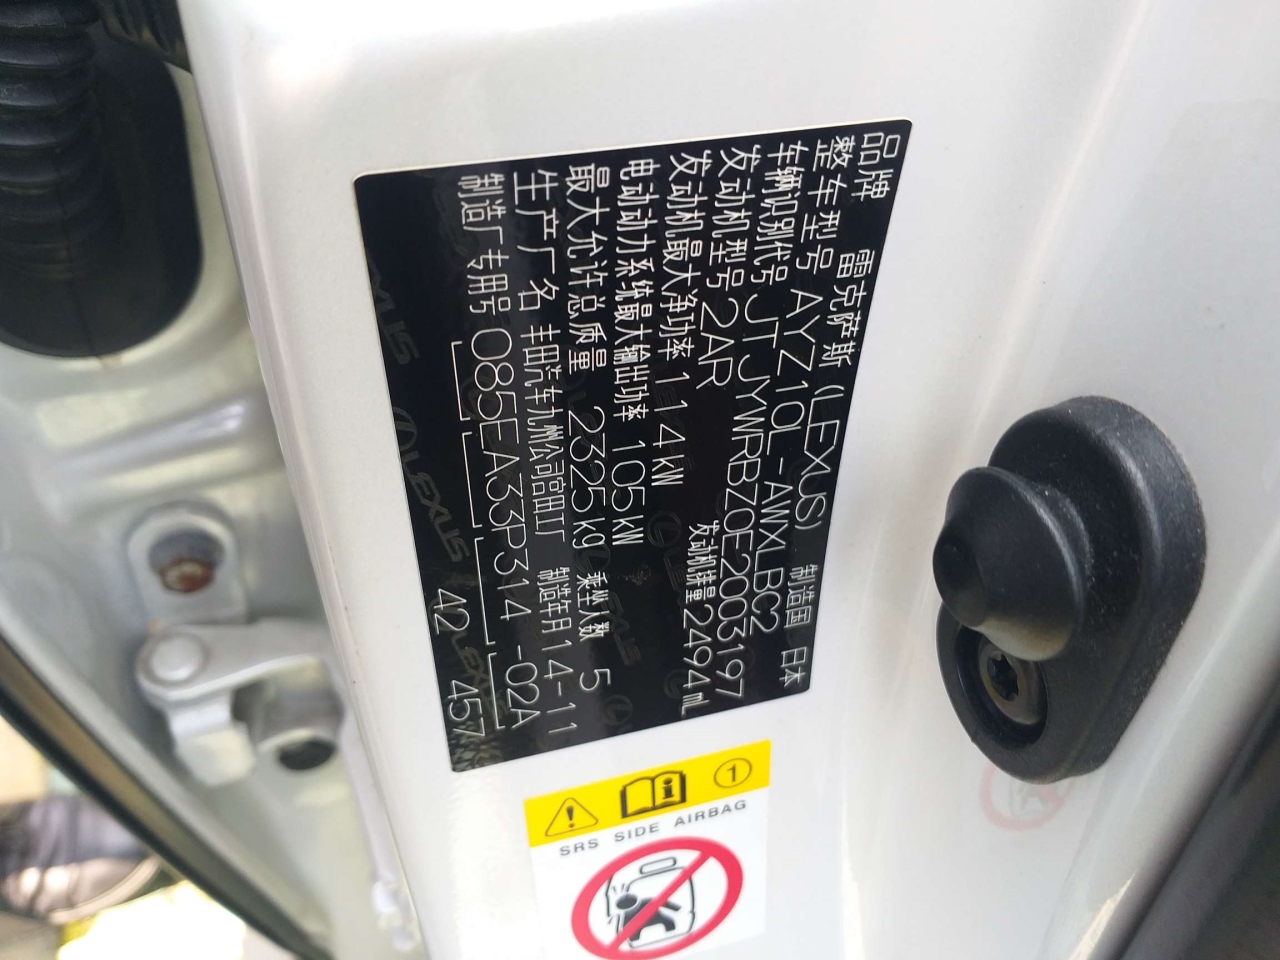 品牌 雷克萨斯 (LEXUS) 制造国 日本
整车型号 AYZ10L-AWXLBC2
车辆识别代号 JTJYWRBZ0E2003197
发动机型号 2AR 发动机排量 2494mL
发动机最大净功率 114kW
电动动力系统最大输出功率 105kW
最大允许总质量 2325kg 乘坐人数 5
生产厂名 丰田汽车九州公司宫田工厂 制造年月 14-11
制造厂专用号 085EA33P314 -02A
42 457
LEXUS
SRS SIDE AIRBAG
1